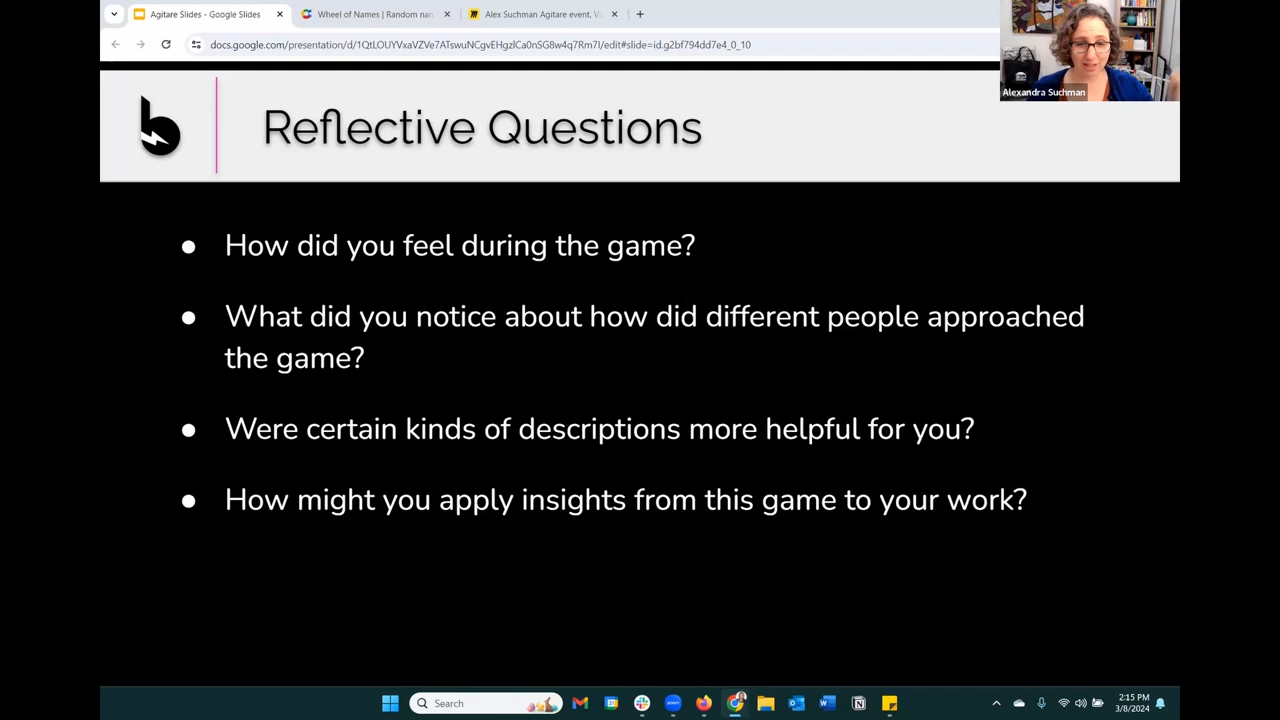 Agitare Slides - Google Slides
Wheel of Names | Random nam
Alex Suchman Agitare event, Va
docs.google.com/presentation/d/1QtLOUYVxaVZVe7ATswuNCgvEHgzlCa0nSG8w4q7Rm7I/edit#slide=id.g2bf794dd7e4_0_10
Alexandra Suchman
Reflective Questions
● How did you feel during the game?
● What did you notice about how did different people approached
the game?
● Were certain kinds of descriptions more helpful for you?
● How might you apply insights from this game to your work?
Search
2:15 PM
3/8/2024